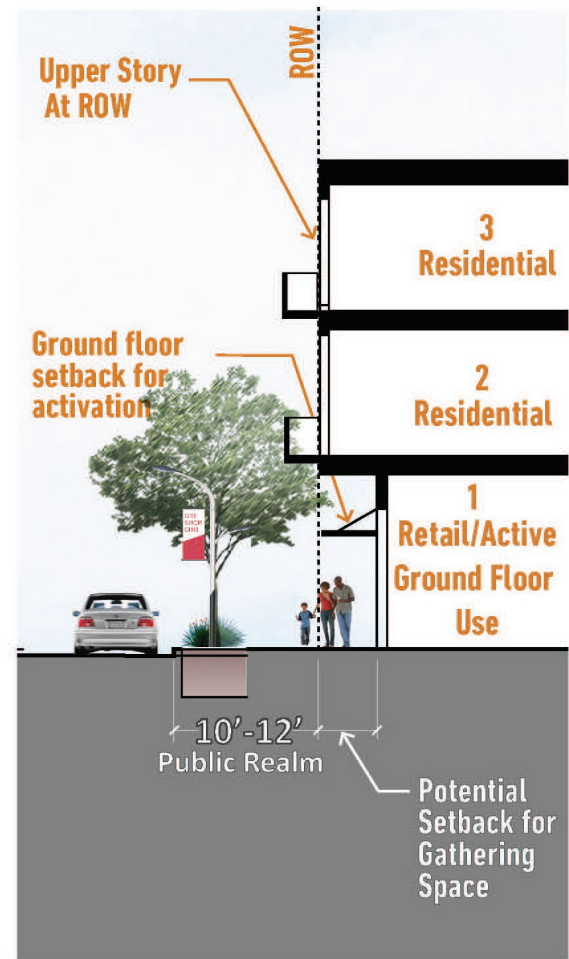 ROW
Upper Story
At ROW
3
Residential
Ground floor
setback for
activation
2
Residential
1
Retail/Active
Ground Floor
Use
10'-12'
Public Realm
Potential
Setback for
Gathering
Space